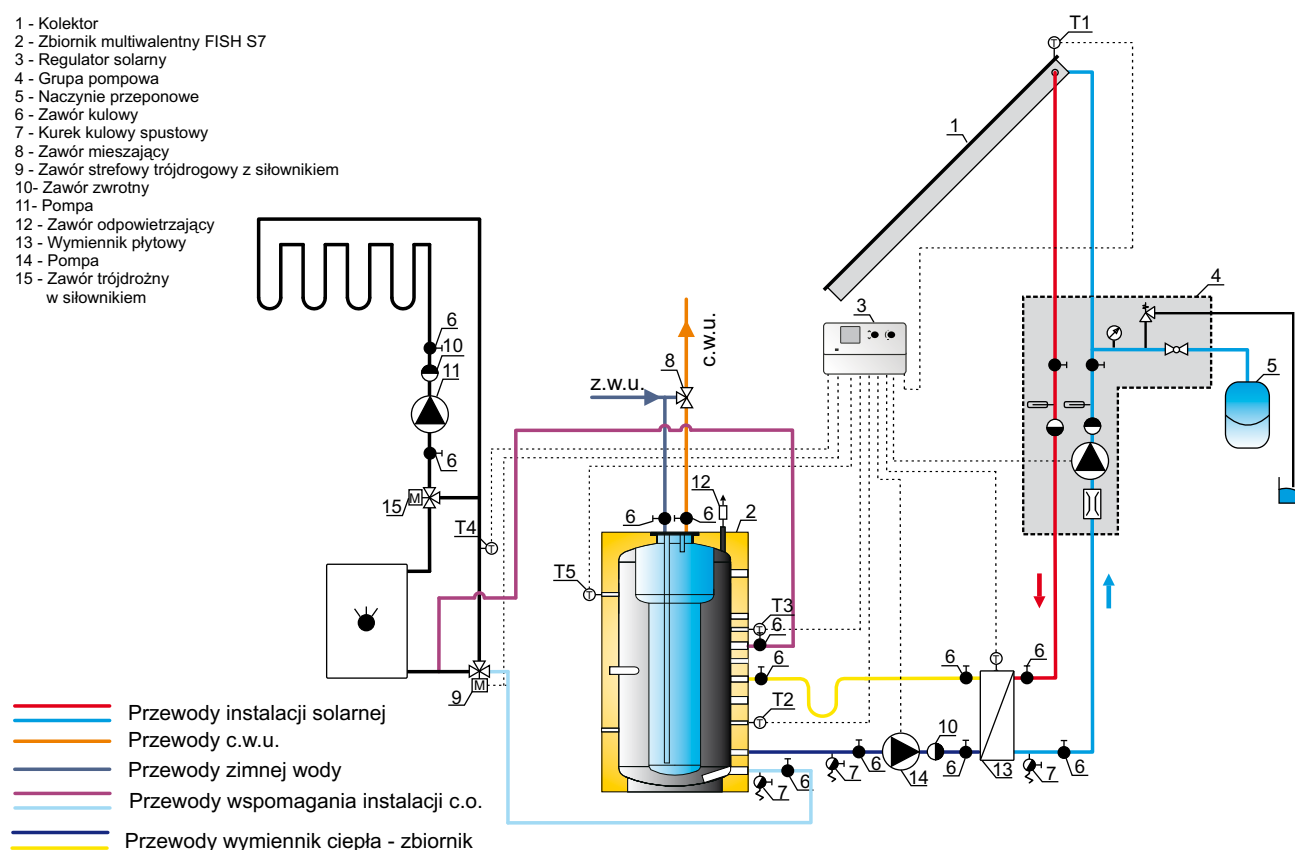 1 - Kolektor
2 - Zbiornik multiwalentny FISH S7
3 - Regulator solarny
4 - Grupa pompowa
5 - Naczynie przeponowe
6 - Zawór kulowy
7 - Kurek kulowy spustowy
8 - Zawór mieszający
9 - Zawór strefowy trójdrogowy z siłownikiem
10- Zawór zwrotny
11- Pompa
12 - Zawór odpowietrzający
13 - Wymiennik płytowy
14 - Pompa
15 - Zawór trójdrożny
w siłownikiem
T1
T
1
4
3
5
6
10
11
6
15
M
T4
T
8
z.w.u.
c.w.u.
12
6
6
2
T5
T
T3
T
6
6
T2
T
6
T
6
9
M
7
6
6
14
10
6
13
7
6
7
6
Przewody instalacji solarnej
Przewody c.w.u.
Przewody zimnej wody
Przewody wspomagania instalacji c.o.
Przewody wymiennik ciepła - zbiornik